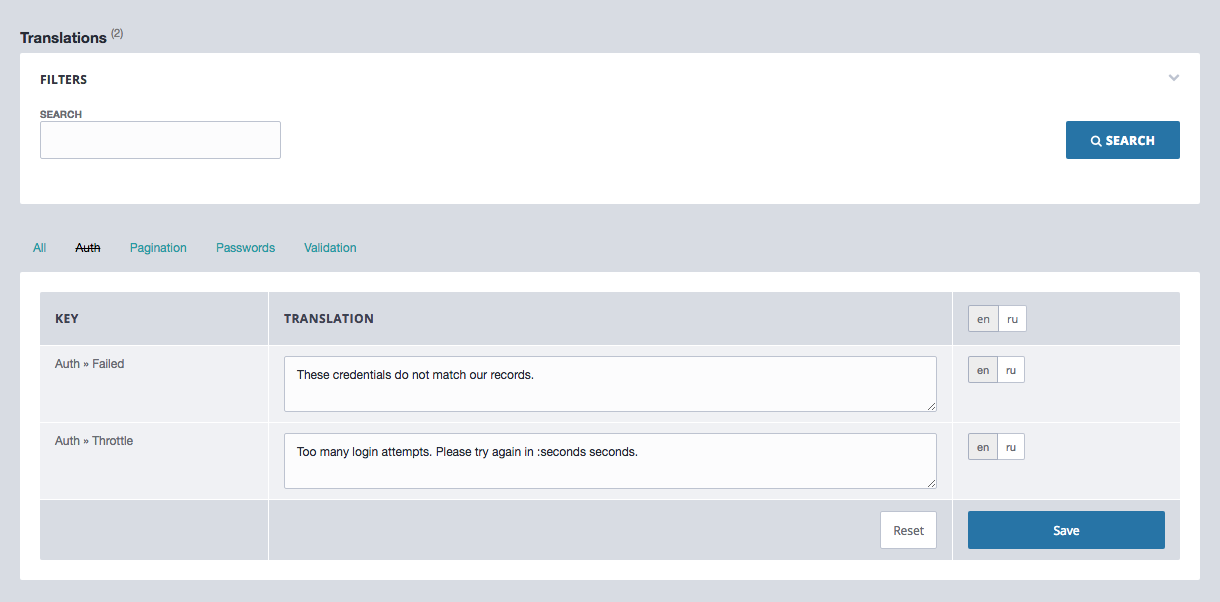 Translations (2)
FILTERS
SEARCH
SEARCH
All Auth Pagination Passwords Validation
KEY TRANSLATION en ru
Auth » Failed These credentials do not match our records. en ru
Auth » Throttle Too many login attempts. Please try again in :seconds seconds. en ru
Reset Save